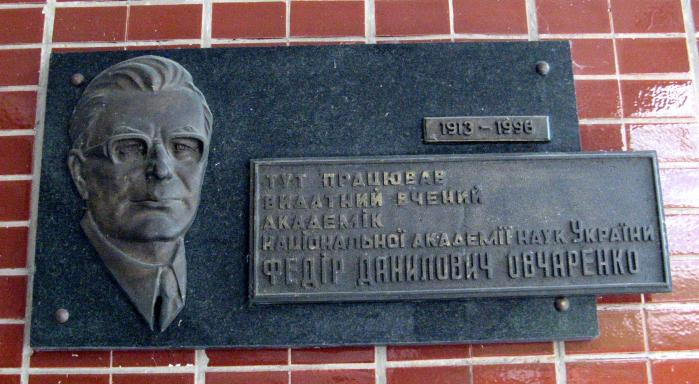 1913 - 1996
ТУТ ПРАЦЮВАВ
ВИДАТНИЙ ВЧЕНИЙ
АКАДЕМІК
НАЦІОНАЛЬНОЇ АКАДЕМІЇ НАУК УКРАЇНИ
ФЕДІР ДАНИЛОВИЧ ОВЧАРЕНКО